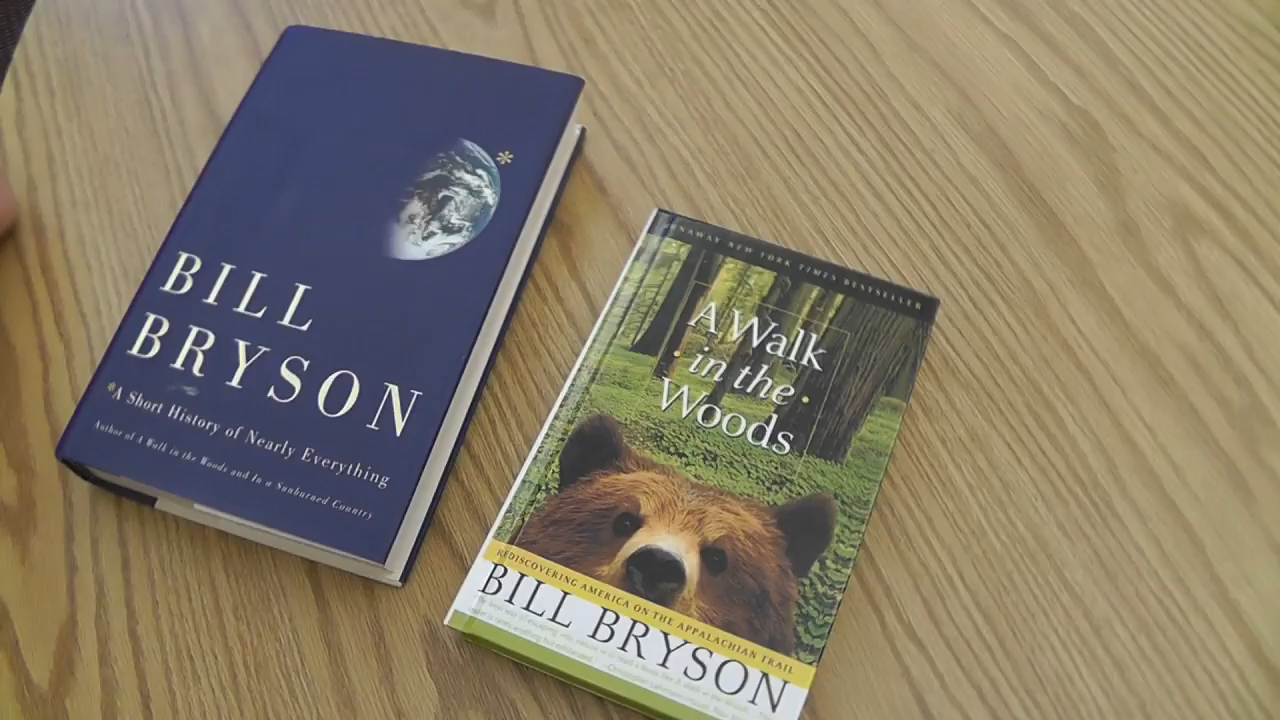 BILL
BRYSON
*A Short History of Nearly Everything
Author of A Walk in the Woods and In a Sunburned Country
NEW YORK TIMES BESTSELLER
A Walk
in the
Woods
REDISCOVERING AMERICA ON THE APPALACHIAN TRAIL
BILL BRYSON